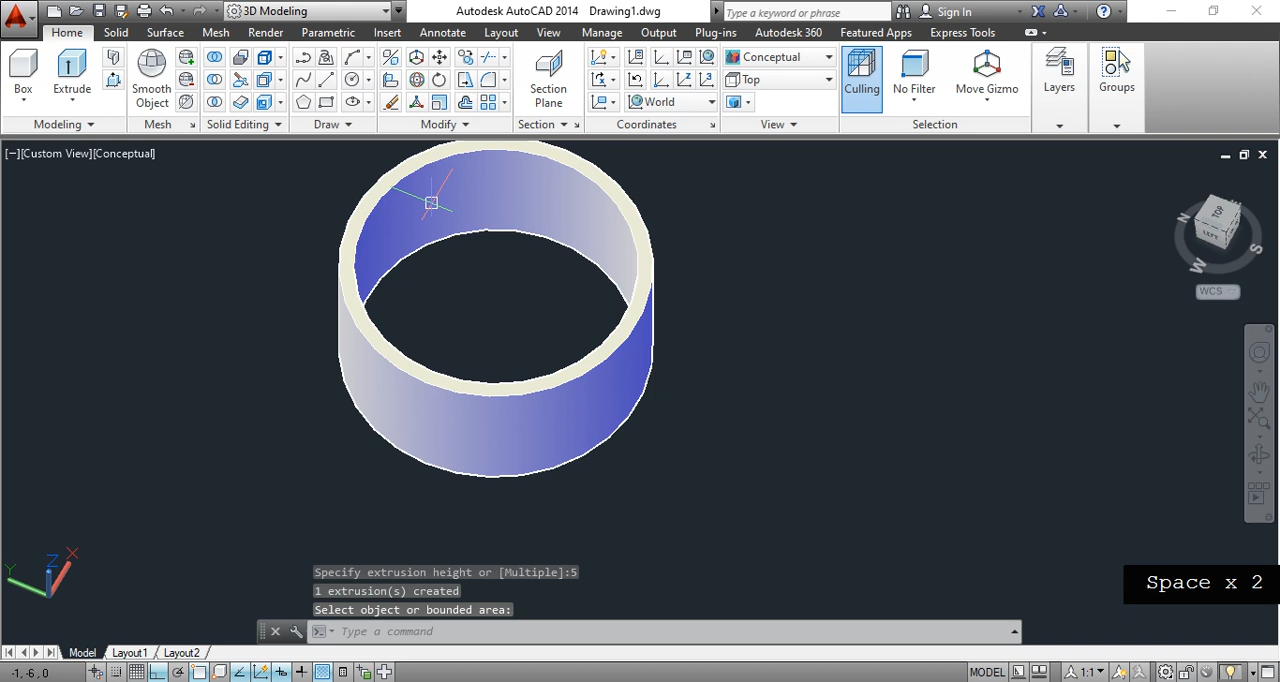 3D Modeling
Autodesk AutoCAD 2014 Drawing1.dwg
Type a keyword or phrase
Sign In
Home Solid Surface Mesh Render Parametric Insert Annotate Layout View Manage Output Plug-ins Autodesk 360 Featured Apps Express Tools
Box
Extrude
Smooth
Object
Section
Plane
Conceptual
Top
World
Culling
No Filter
Move Gizmo
Layers
Groups
Modeling
Mesh
Solid Editing
Draw
Modify
Section
Coordinates
View
Selection
[−][Custom View][Conceptual]
TOP
LEFT
N
S
W
WCS
X
Y
Z
Specify extrusion height or [Multiple]:5
1 extrusion(s) created
Select object or bounded area:
Type a command
Space x 2
Model Layout1 Layout2
-1, -6, 0
MODEL
1:1